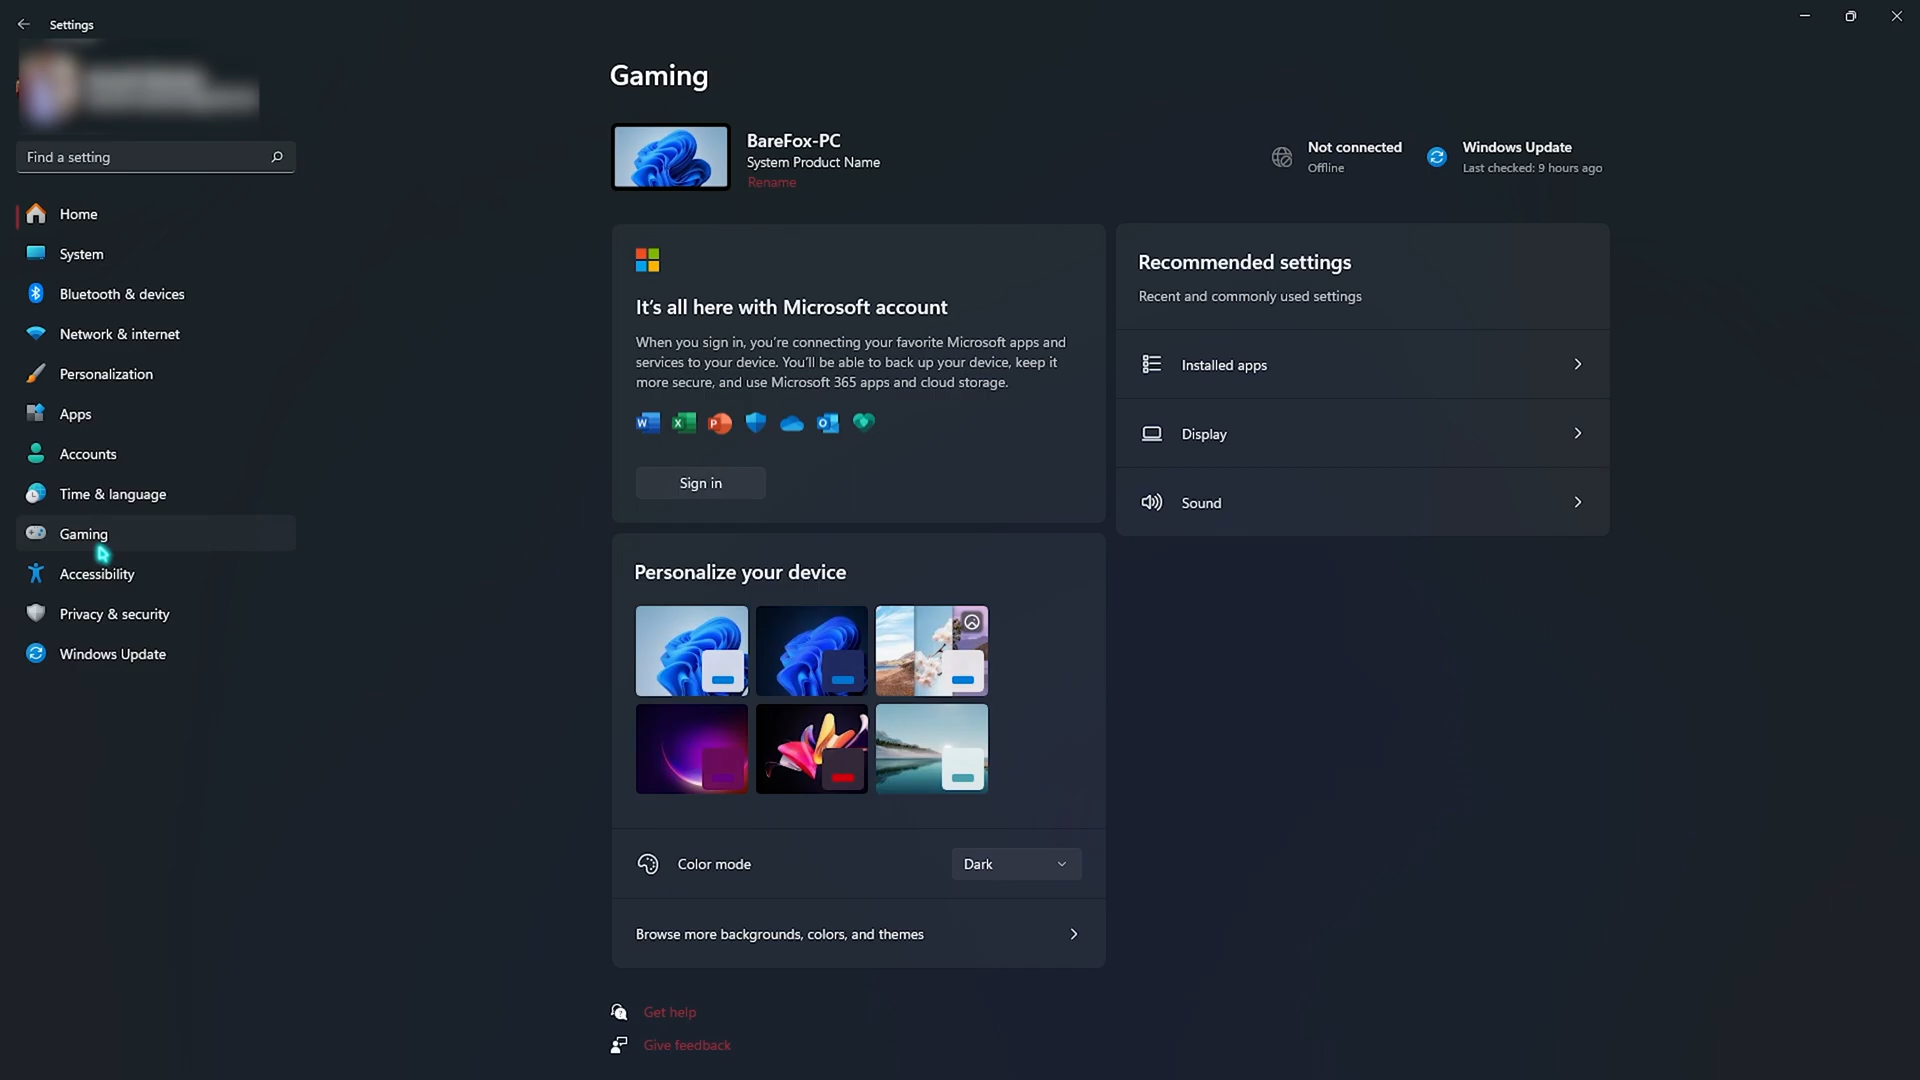 Settings
Find a setting
Home
System
Bluetooth & devices
Network & internet
Personalization
Apps
Accounts
Time & language
Gaming
Accessibility
Privacy & security
Windows Update
Gaming
BareFox-PC
System Product Name
Rename
Not connected
Offline
Windows Update
Last checked: 9 hours ago
It's all here with Microsoft account
When you sign in, you're connecting your favorite Microsoft apps and
services to your device. You'll be able to back up your device, keep it
more secure, and use Microsoft 365 apps and cloud storage.
Sign in
Recommended settings
Recent and commonly used settings
Installed apps
Display
Sound
Personalize your device
Color mode
Dark
Browse more backgrounds, colors, and themes
Get help
Give feedback